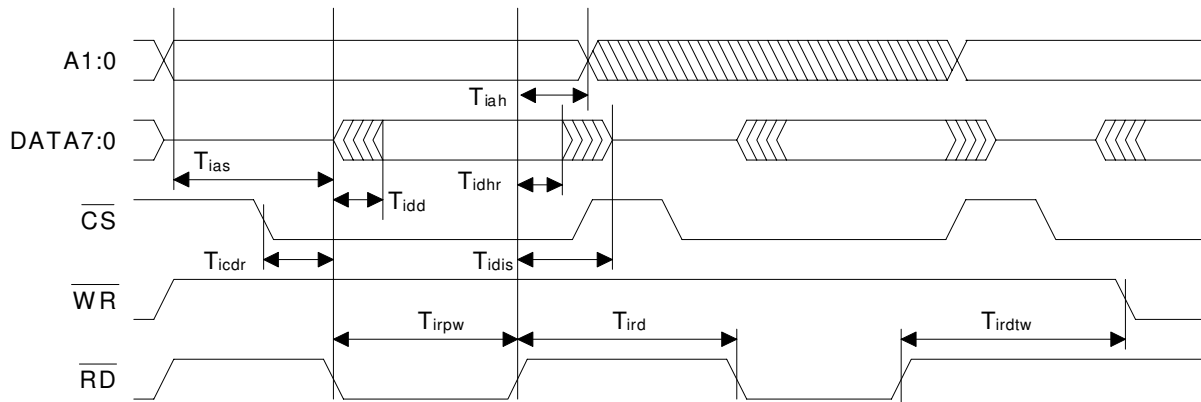 A1:0
Tiah
DATA7:0
Tias
Tidhr
Tidd
CS
Ticdr
Tidis
WR
Tirpw
Tird
Tirdtw
RD